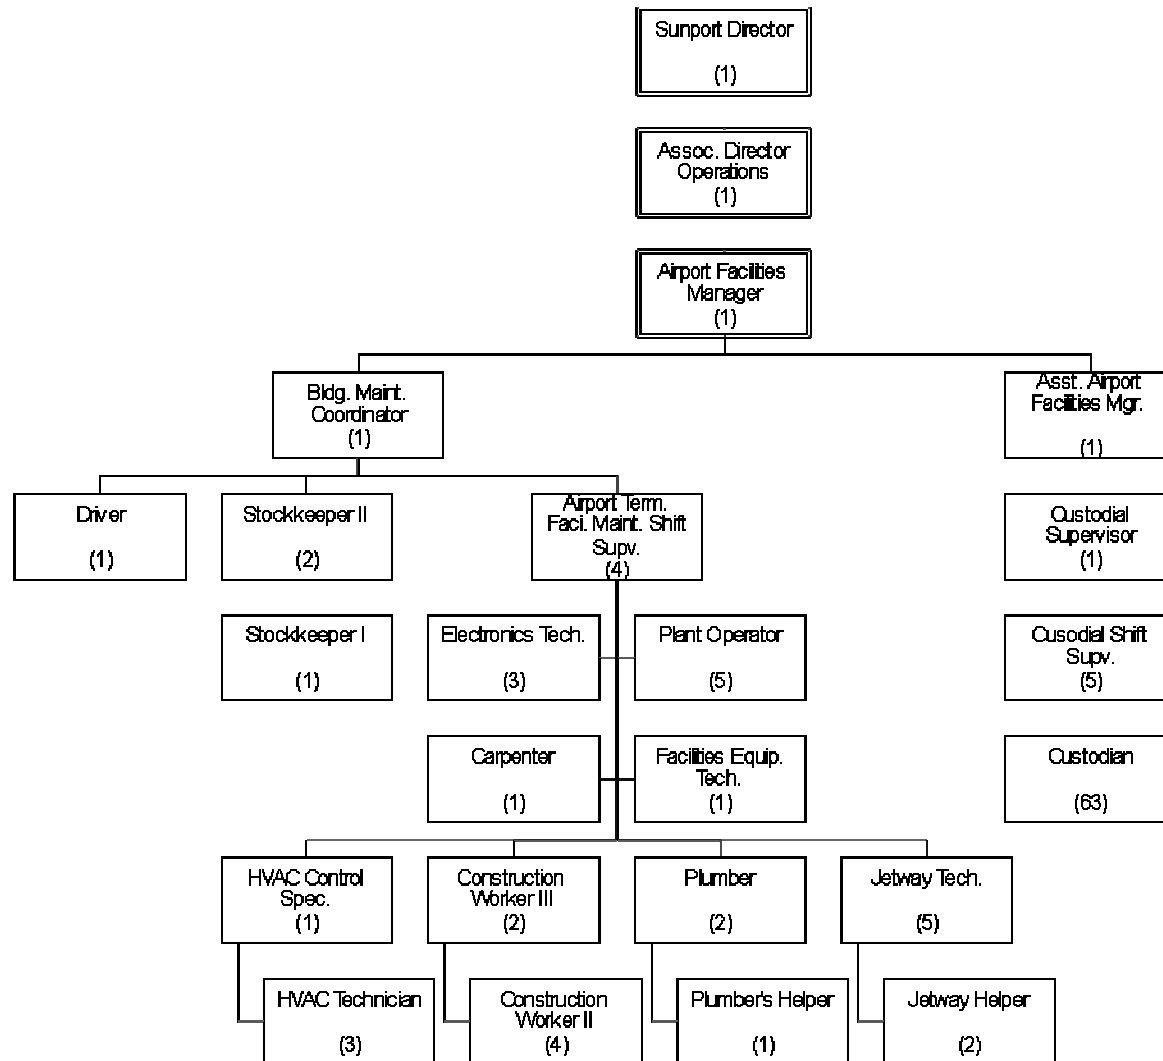 Sunport Director
(1)
Assoc. Director
Operations
(1)
Airport Facilities
Manager
(1)
Bldg. Maint.
Coordinator
(1)
Asst. Airport
Facilities Mgr.
(1)
Driver
(1)
Stockkeeper II
(2)
Airport Term.
Faci. Maint. Shift
Supv.
(4)
Custodial
Supervisor
(1)
Stockkeeper I
(1)
Electronics Tech.
(3)
Plant Operator
(5)
Cusodial Shift
Supv.
(5)
Carpenter
(1)
Facilities Equip.
Tech.
(1)
Custodian
(63)
HVAC Control
Spec.
(1)
Construction
Worker III
(2)
Plumber
(2)
Jetway Tech.
(5)
HVAC Technician
(3)
Construction
Worker II
(4)
Plumber's Helper
(1)
Jetway Helper
(2)